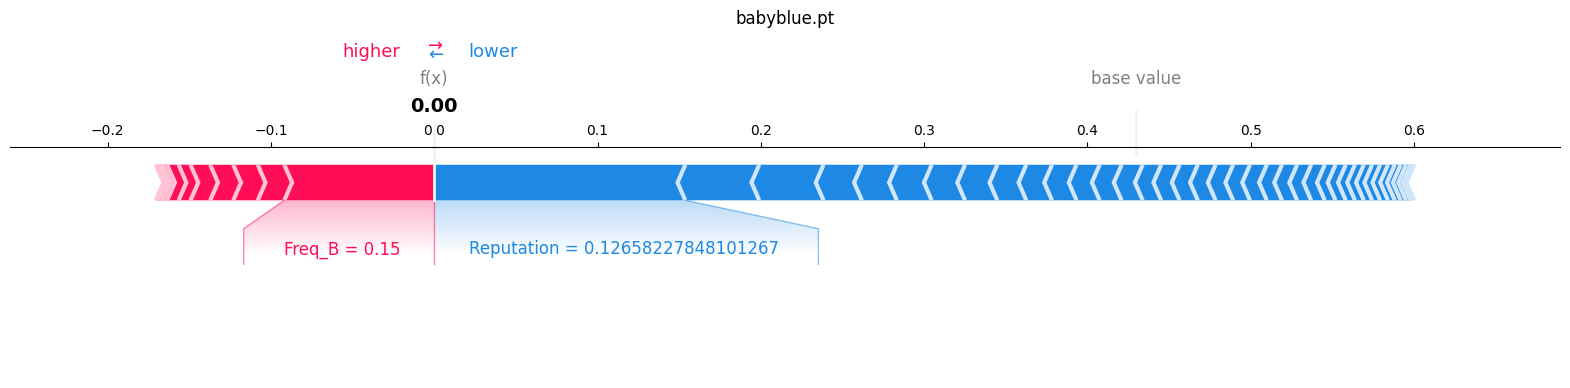 babyblue.pt
higher ⇄ lower
f(x) base value
0.00
−0.2 −0.1 0.0 0.1 0.2 0.3 0.4 0.5 0.6
Freq_B = 0.15 Reputation = 0.12658227848101267